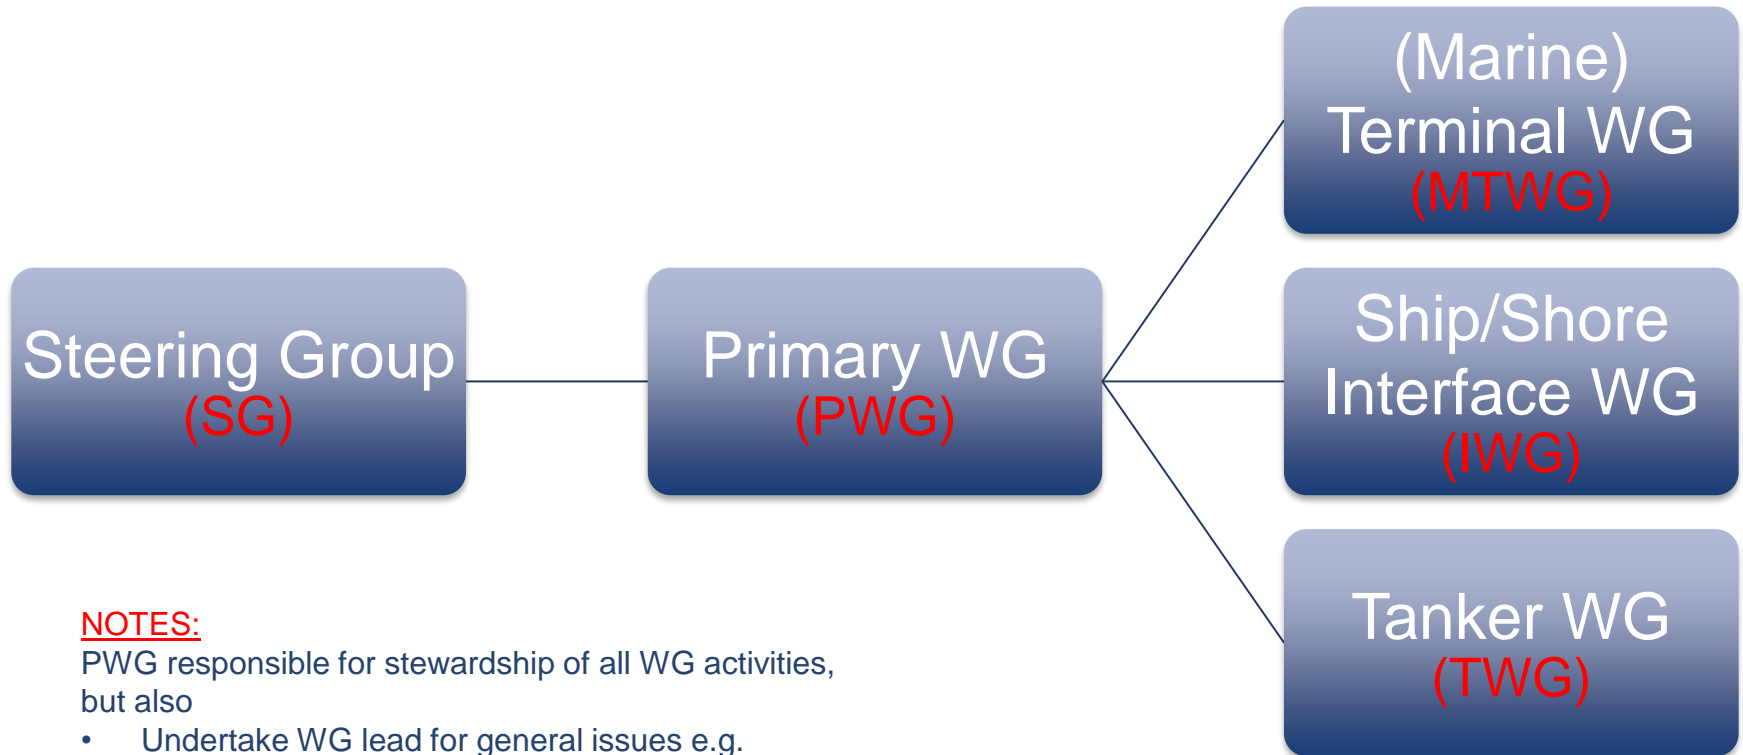 Steering Group
(SG)
Primary WG
(PWG)
(Marine)
Terminal WG
(MTWG)
Ship/Shore
Interface WG
(IWG)
Tanker WG
(TWG)
NOTES:
PWG responsible for stewardship of all WG activities,
but also
• Undertake WG lead for general issues e.g.